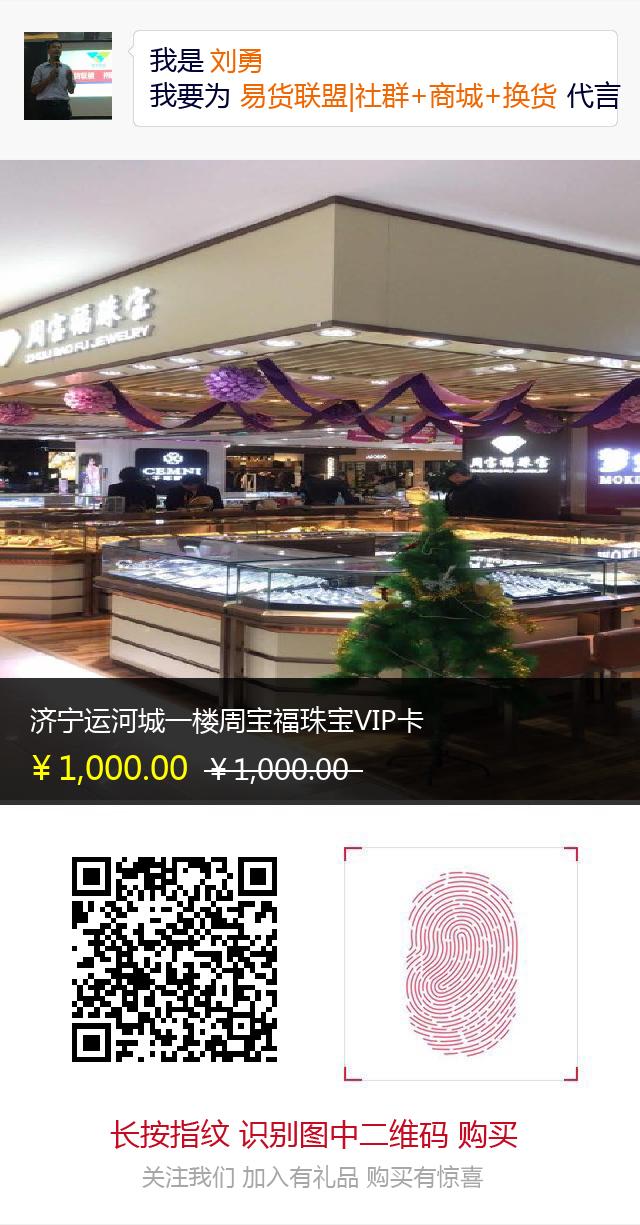 我是 刘勇
我要为 易货联盟|社群+商城+换货 代言
周宝福珠宝
ZHOU BAO FU JEWELRY
CEMNI
千年珠宝
周宝福珠宝
济宁运河城一楼周宝福珠宝VIP卡
￥1,000.00 ￥1,000.00
长按指纹 识别图中二维码 购买
关注我们 加入有礼品 购买有惊喜